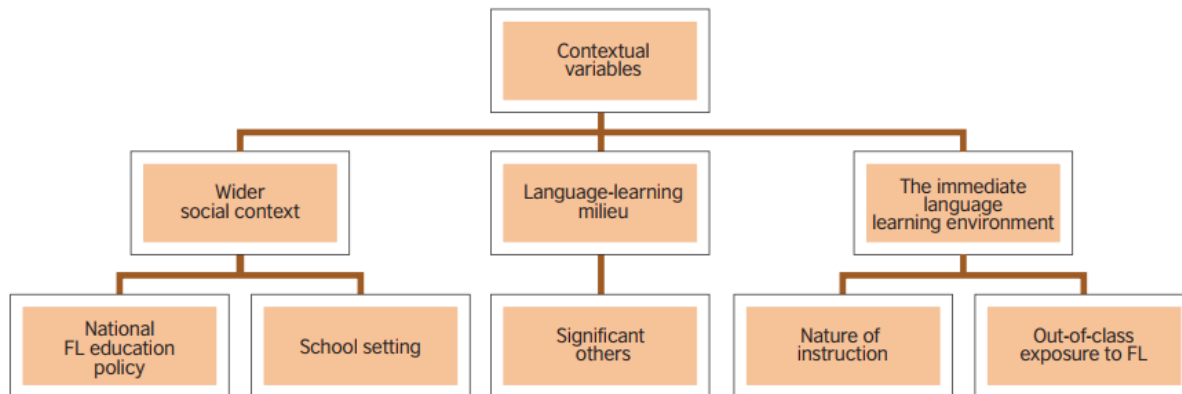 Contextual
variables
Wider
social context
Language-learning
milieu
The immediate
language
learning environment
National
FL education
policy
School setting
Significant
others
Nature of
instruction
Out-of-class
exposure to FL